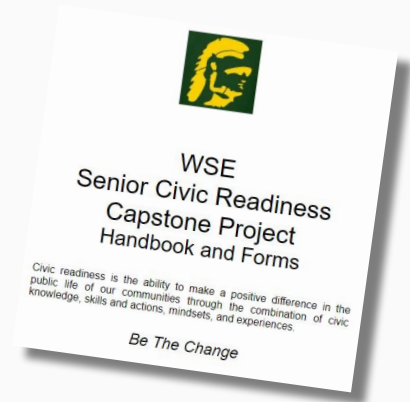 WSE
Senior Civic Readiness
Capstone Project
Handbook and Forms
Civic readiness is the ability to make a positive difference in the
public life of our communities through the combination of civic
knowledge, skills and actions, mindsets, and experiences.
Be The Change